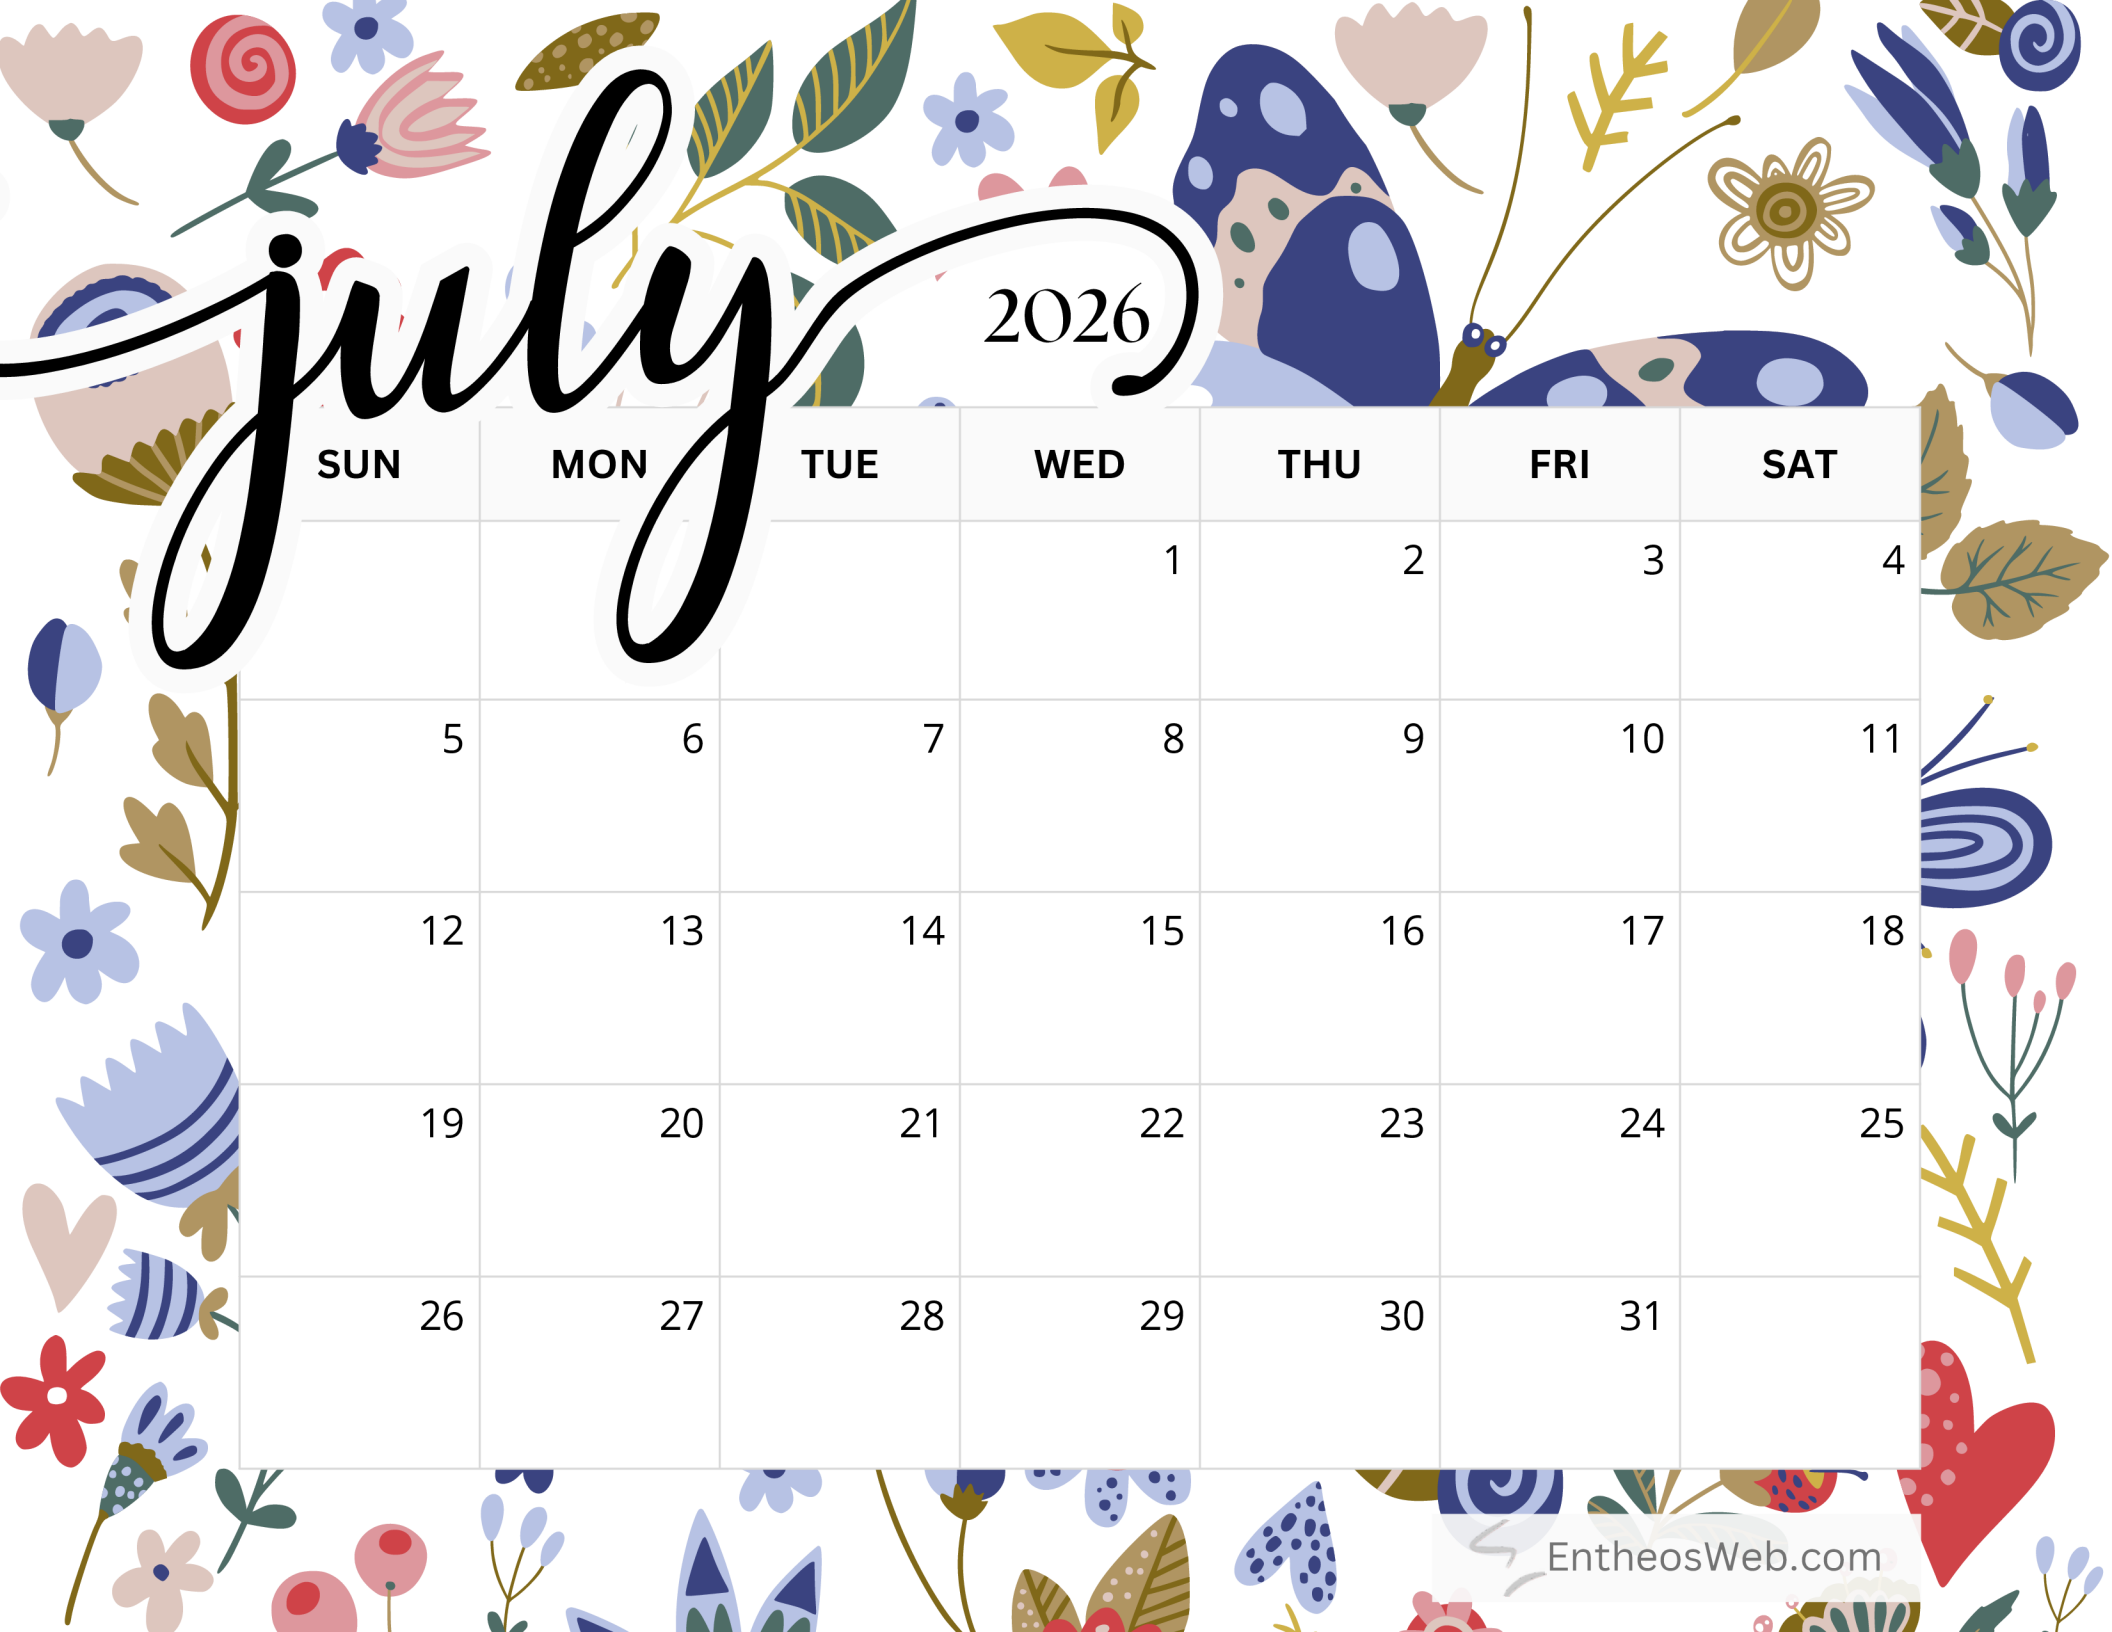 july
2026
SUN MON TUE WED THU FRI SAT
1 2 3 4
5 6 7 8 9 10 11
12 13 14 15 16 17 18
19 20 21 22 23 24 25
26 27 28 29 30 31
EntheosWeb.com